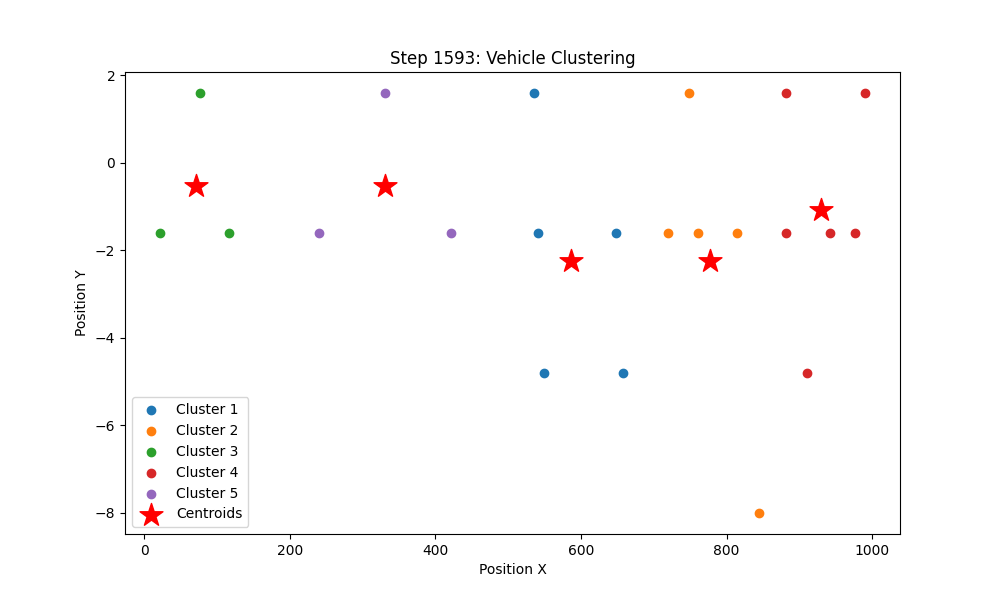 Step 1593: Vehicle Clustering
Position Y
2
0
−2
−4
−6
−8
Cluster 1
Cluster 2
Cluster 3
Cluster 4
Cluster 5
Centroids
0 200 400 600 800 1000
Position X